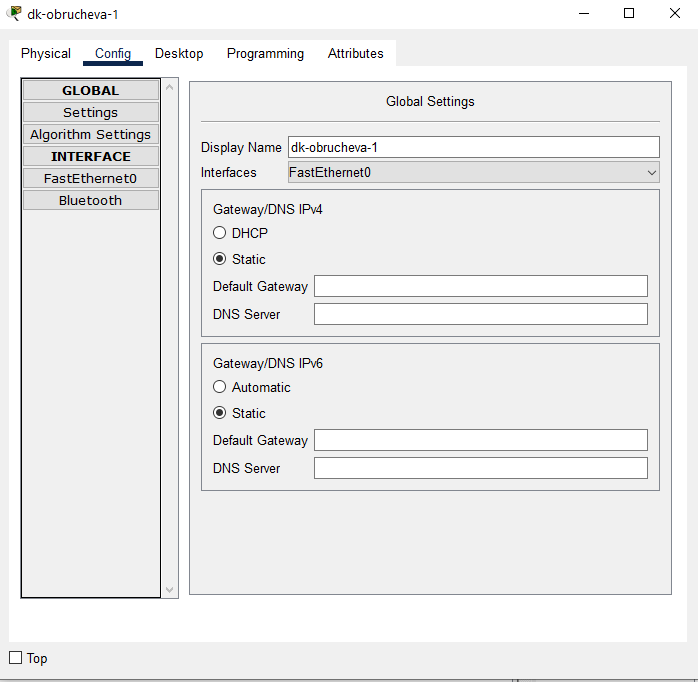 dk-obrucheva-1
Physical Config Desktop Programming Attributes
GLOBAL
Settings
Algorithm Settings
INTERFACE
FastEthernet0
Bluetooth
Global Settings
Display Name dk-obrucheva-1
Interfaces FastEthernet0
Gateway/DNS IPv4
DHCP
Static
Default Gateway
DNS Server
Gateway/DNS IPv6
Automatic
Static
Default Gateway
DNS Server
Top